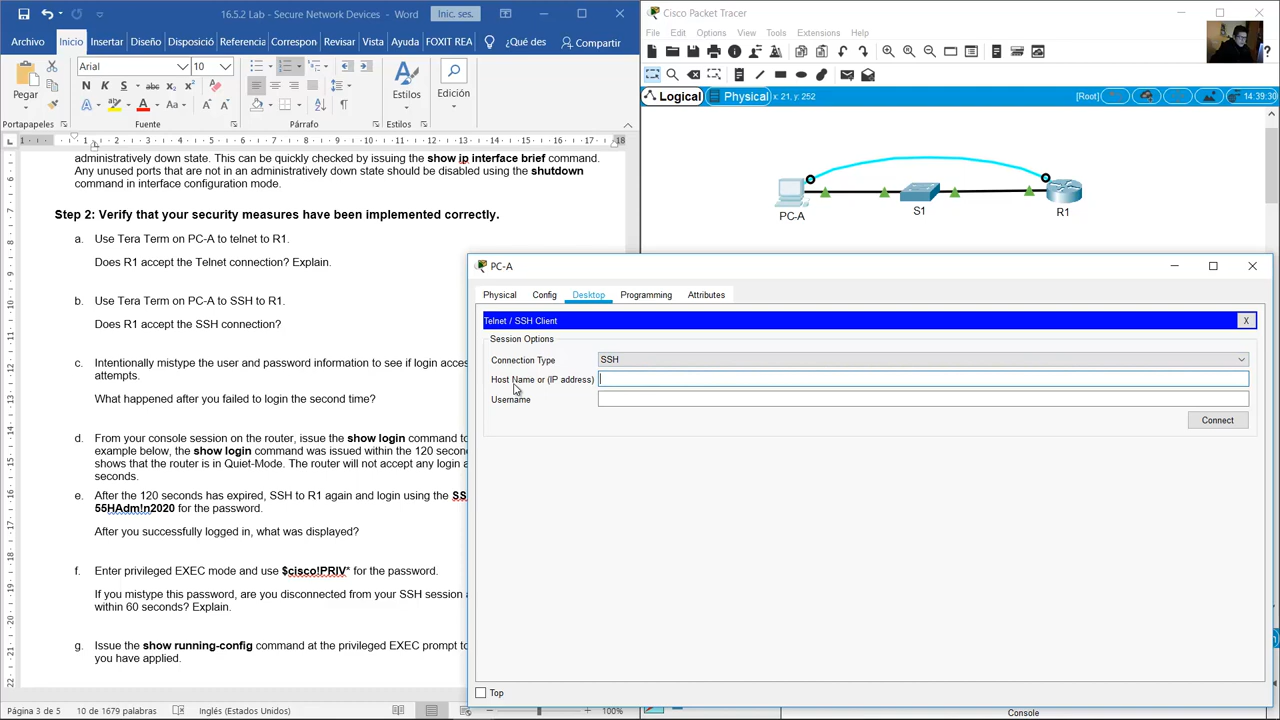 16.5.2 Lab - Secure Network Devices - Word
Inic. ses.
Archivo Inicio Insertar Diseño Disposició Referencia Correspon Revisar Vista Ayuda FOXIT REA ¿Qué des Compartir
Pegar
Arial 10
N K S abc x₂ x²
A Aa
Estilos
Edición
Portapapeles Fuente Párrafo Estilos
administratively down state. This can be quickly checked by issuing the show ip interface brief command.
Any unused ports that are not in an administratively down state should be disabled using the shutdown
command in interface configuration mode.
Step 2: Verify that your security measures have been implemented correctly.
a. Use Tera Term on PC-A to telnet to R1.
Does R1 accept the Telnet connection? Explain.
b. Use Tera Term on PC-A to SSH to R1.
Does R1 accept the SSH connection?
c. Intentionally mistype the user and password information to see if login acces
attempts.
What happened after you failed to login the second time?
d. From your console session on the router, issue the show login command to
example below, the show login command was issued within the 120 secon
shows that the router is in Quiet-Mode. The router will not accept any login a
seconds.
e. After the 120 seconds has expired, SSH to R1 again and login using the SS
55HAdm!n2020 for the password.
After you successfully logged in, what was displayed?
f. Enter privileged EXEC mode and use $cisco!PRIV* for the password.
If you mistype this password, are you disconnected from your SSH session a
within 60 seconds? Explain.
g. Issue the show running-config command at the privileged EXEC prompt to
you have applied.
Página 3 de 5 10 de 1679 palabras Inglés (Estados Unidos) 100%
Cisco Packet Tracer
File Edit Options View Tools Extensions Help
Logical Physical x: 21, y: 252 [Root] 14:39:30
PC-A
S1
R1
PC-A
Physical Config Desktop Programming Attributes
Telnet / SSH Client X
Session Options
Connection Type SSH
Host Name or (IP address)
Username
Connect
Top
Console